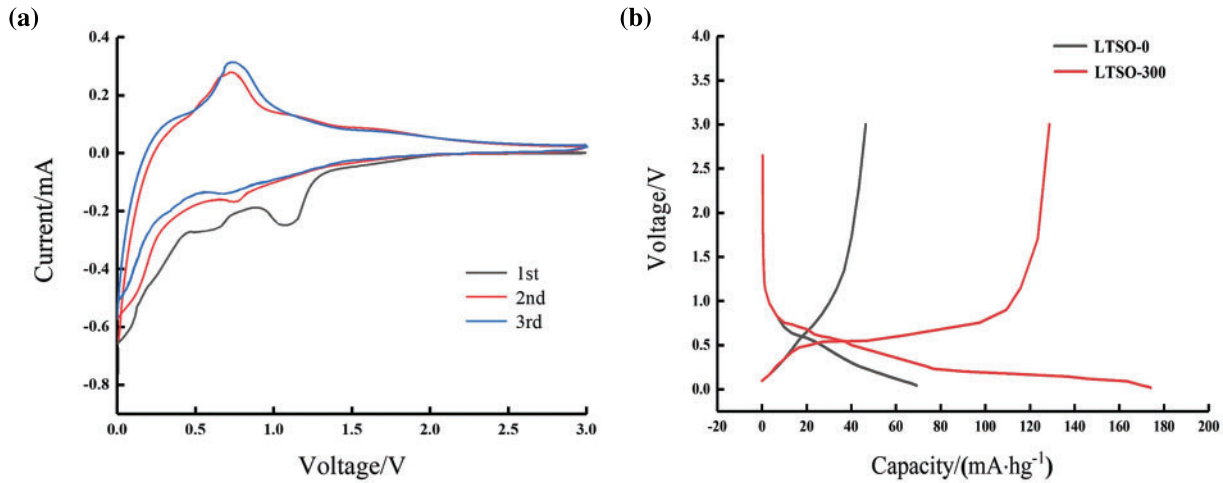 (a)
0.4
0.2
0.0
-0.2
-0.4
-0.6
-0.8
Current/mA
1st
2nd
3rd
0.0 0.5 1.0 1.5 2.0 2.5 3.0
Voltage/V
(b)
4.0
3.5
3.0
2.5
2.0
1.5
1.0
0.5
0.0
Voltage/V
LTSO-0
LTSO-300
-20 0 20 40 60 80 100 120 140 160 180 200
Capacity/(mA·hg⁻¹)